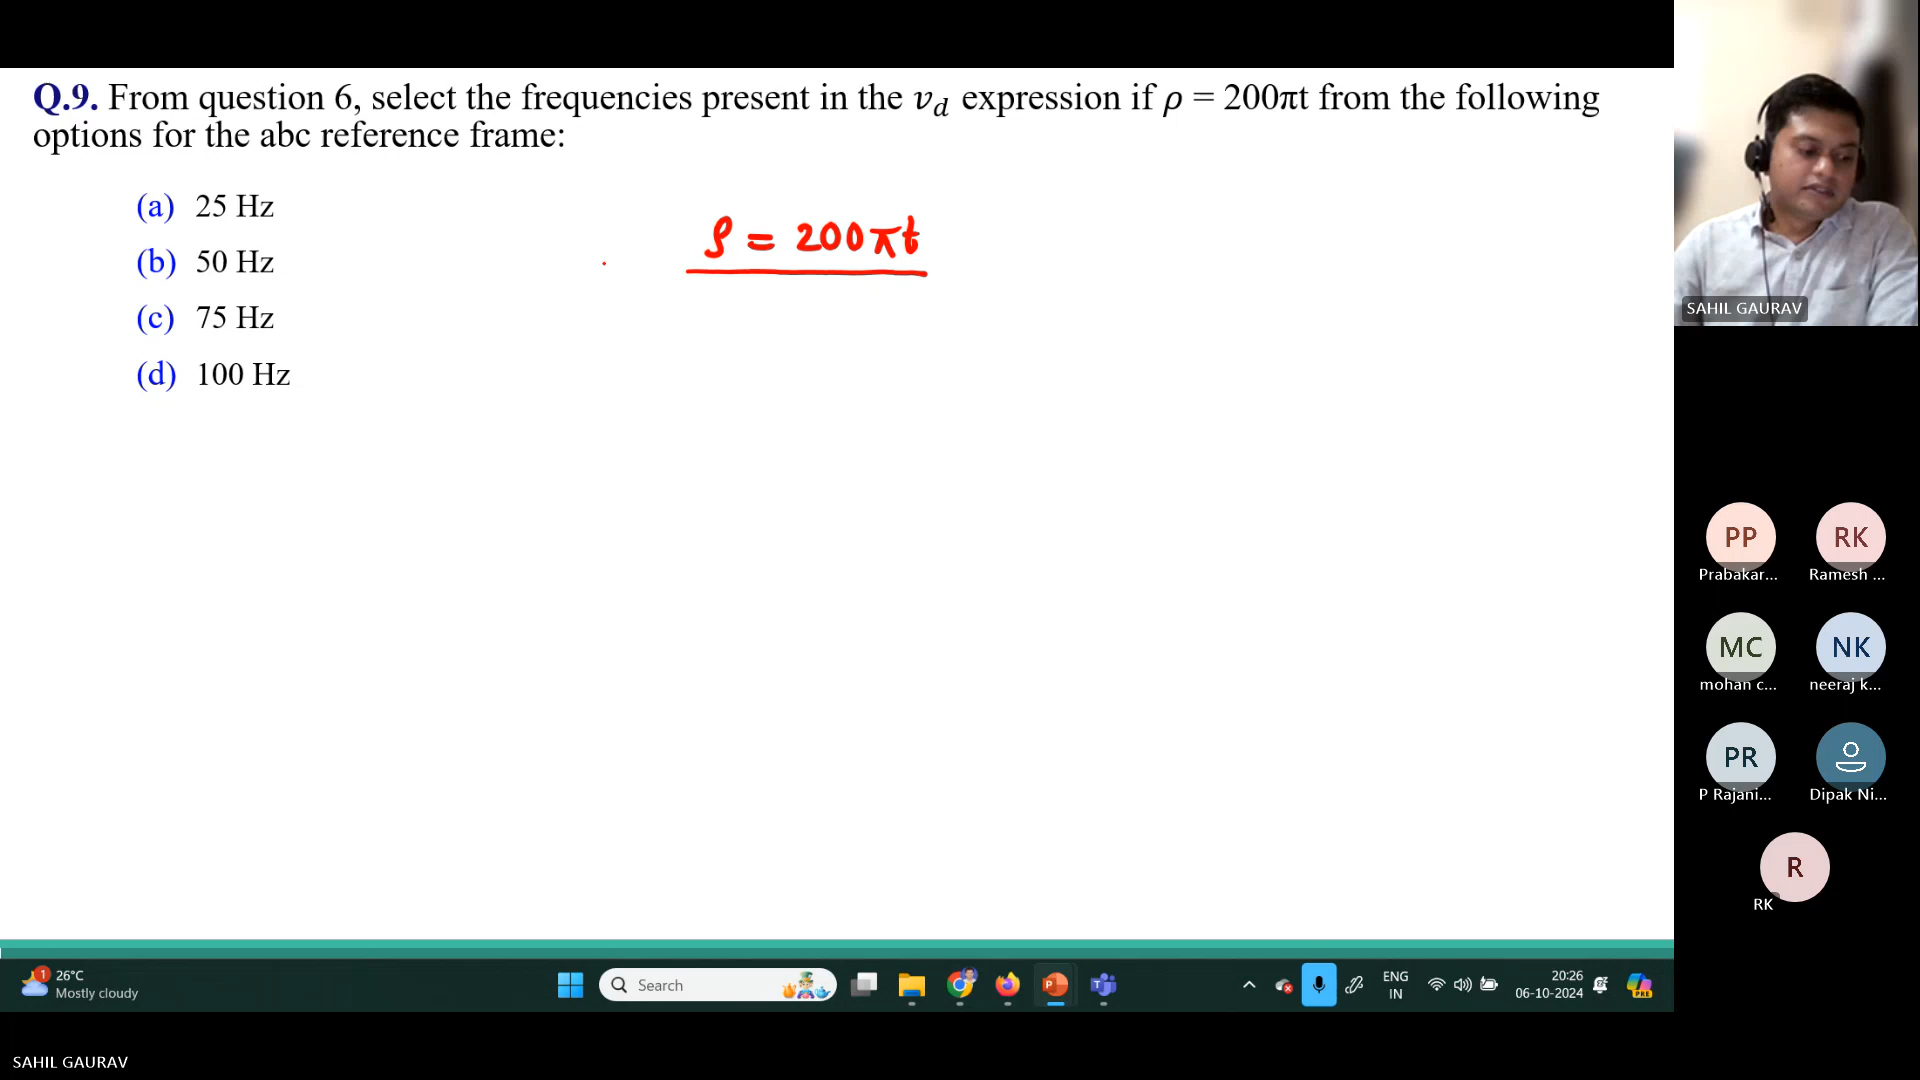 Q.9. From question 6, select the frequencies present in the v_d expression if ρ = 200πt from the following
options for the abc reference frame:
(a) 25 Hz
(b) 50 Hz
(c) 75 Hz
(d) 100 Hz
ρ = 200πt
SAHIL GAURAV
PP
Prabakar...
RK
Ramesh ...
MC
mohan c...
NK
neeraj k...
PR
P Rajani...
Dipak Ni...
R
RK
1
26°C
Mostly cloudy
Search
ENG
IN
20:26
06-10-2024
PRE
SAHIL GAURAV